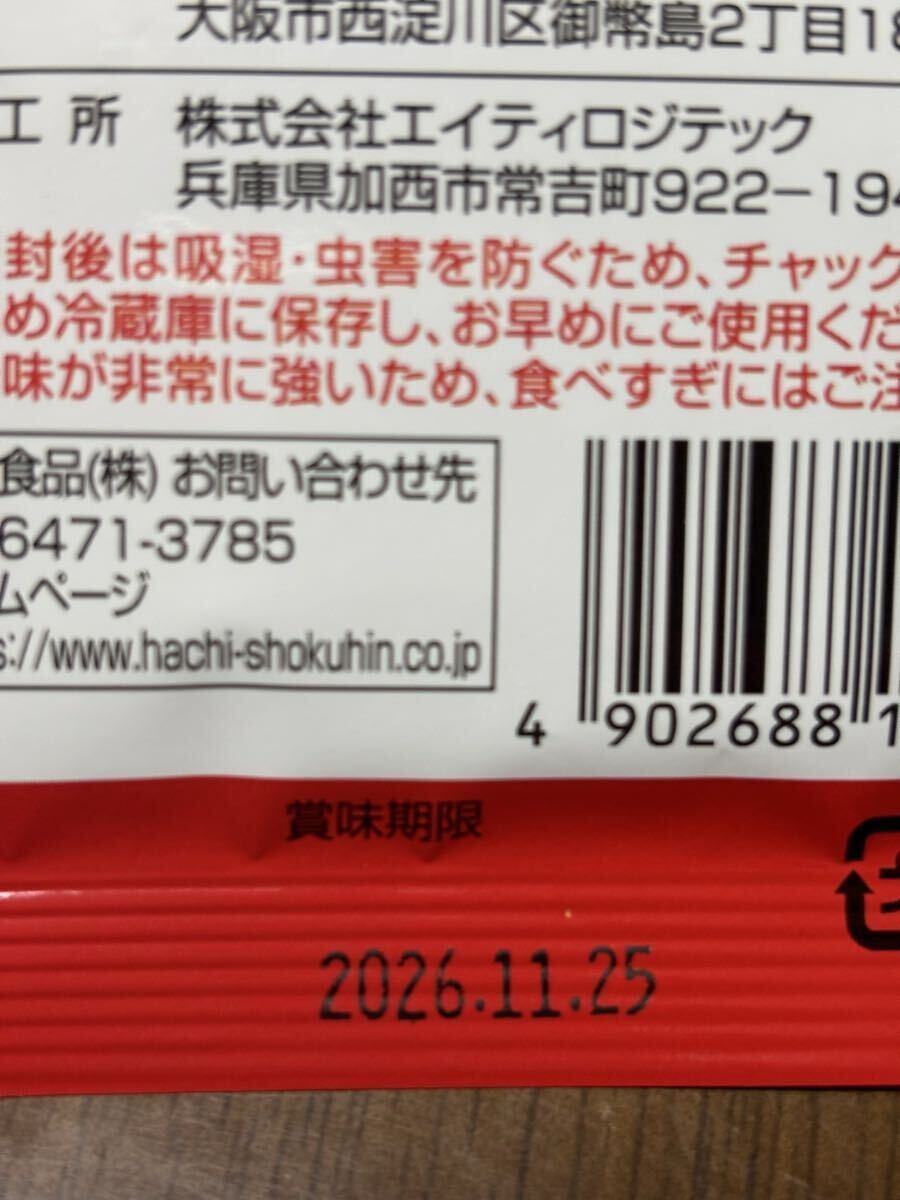 大阪市西淀川区御幣島2丁目18
工所 株式会社エイティロジテック
兵庫県加西市常吉町922-194
封後は吸湿・虫害を防ぐため、チャック
め冷蔵庫に保存し、お早めにご使用くだ
味が非常に強いため、食べすぎにはご注
食品(株) お問い合わせ先
6471-3785
ムページ
s://www.hachi-shokuhin.co.jp
4 902688 1
賞味期限
2026.11.25